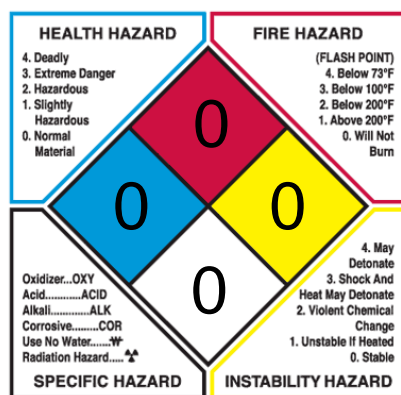 HEALTH HAZARD
4. Deadly
3. Extreme Danger
2. Hazardous
1. Slightly
Hazardous
0. Normal
Material
FIRE HAZARD
(FLASH POINT)
4. Below 73°F
3. Below 100°F
2. Below 200°F
1. Above 200°F
0. Will Not
Burn
0
0
0
0
Oxidizer...OXY
Acid............ACID
Alkali.............ALK
Corrosive........COR
Use No Water......W
Radiation Hazard.....
SPECIFIC HAZARD
4. May
Detonate
3. Shock And
Heat May Detonate
2. Violent Chemical
Change
1. Unstable If Heated
0. Stable
INSTABILITY HAZARD